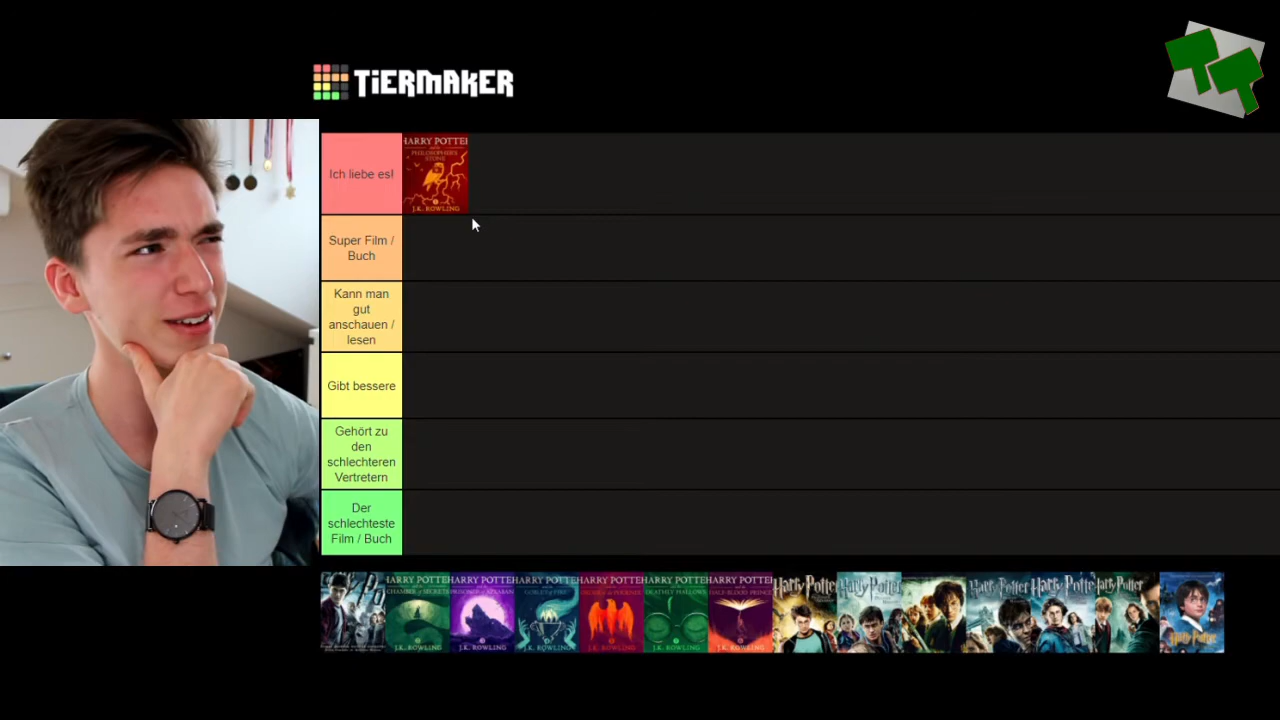 TiERMAKER
Ich liebe es!
HARRY POTTER
PHILOSOPHER'S
STONE
J.K. ROWLING
Super Film /
Buch
Kann man
gut
anschauen /
lesen
Gibt bessere
Gehört zu
den
schlechteren
Vertretern
Der
schlechteste
Film / Buch
HARRY POTTER
CHAMBER of SECRETS
J.K. ROWLING
HARRY POTTER
PRISONER of AZKABAN
J.K. ROWLING
HARRY POTTER
GOBLET of FIRE
J.K. ROWLING
HARRY POTTER
ORDER of the PHOENIX
J.K. ROWLING
HARRY POTTER
DEATHLY HALLOWS
J.K. ROWLING
HARRY POTTER
HALF-BLOOD PRINCE
J.K. ROWLING
Harry Potter
Harry Potter
Harry Potter
Harry Potter
Harry Potter
Harry Potter
Harry Potter